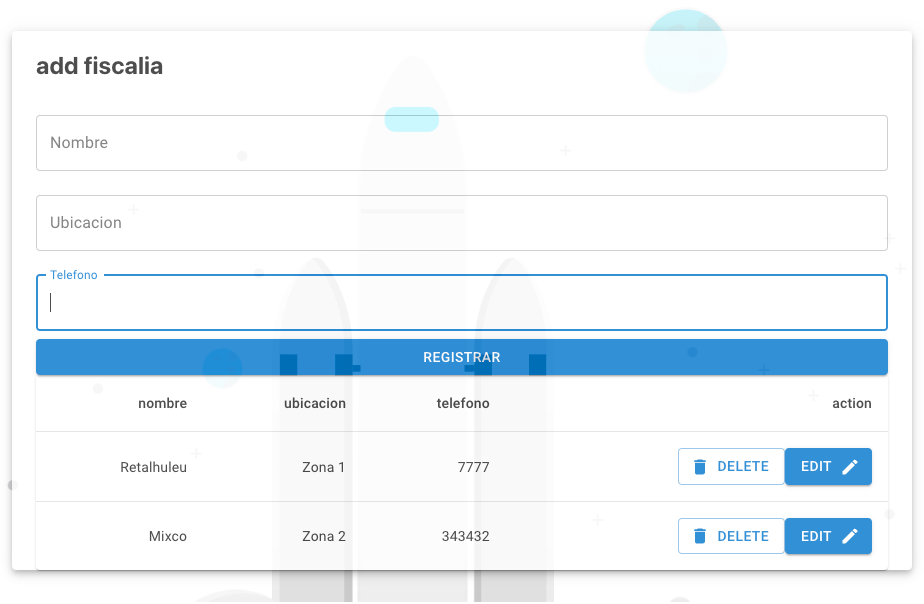 add fiscalia
Nombre
Ubicacion
Telefono
REGISTRAR
nombre ubicacion telefono action
Retalhuleu Zona 1 7777 DELETE EDIT
Mixco Zona 2 343432 DELETE EDIT